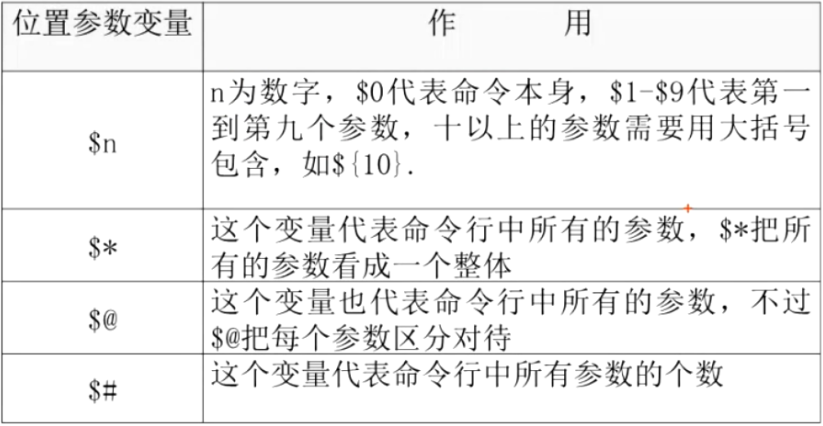 位置参数变量 作 用
$n
n为数字，$0代表命令本身，$1-$9代表第一
到第九个参数，十以上的参数需要用大括号
包含，如${10}.
$*
这个变量代表命令行中所有的参数，$*把所
有的参数看成一个整体
$@
这个变量也代表命令行中所有的参数，不过
$@把每个参数区分对待
$#
这个变量代表命令行中所有参数的个数